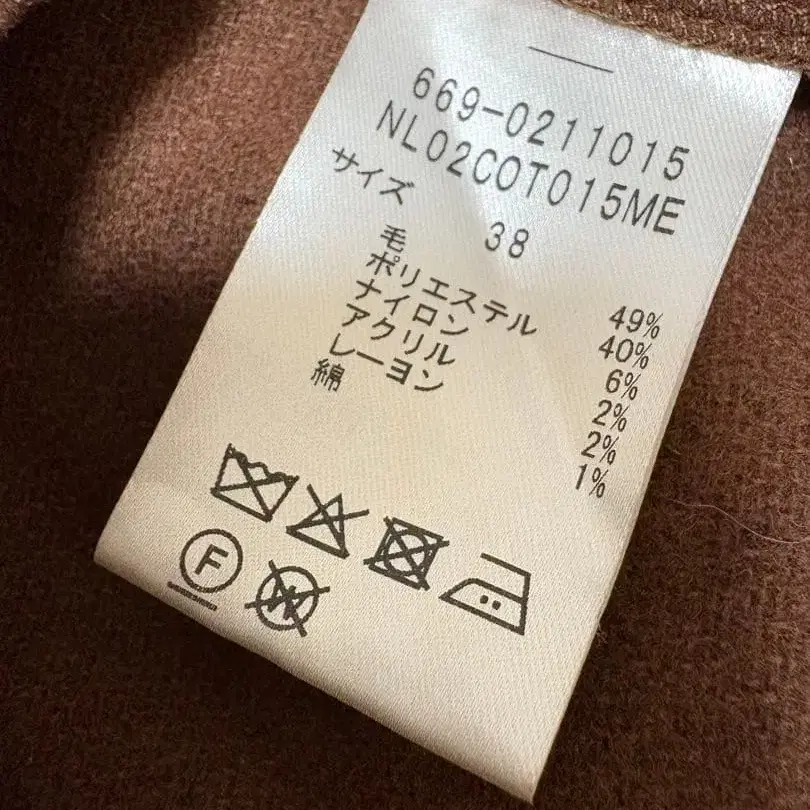 669-0211015
NL02COT015ME
サイズ 38
毛 49%
ポリエステル 40%
ナイロン 6%
アクリル 2%
レーヨン 2%
綿 1%
F
W